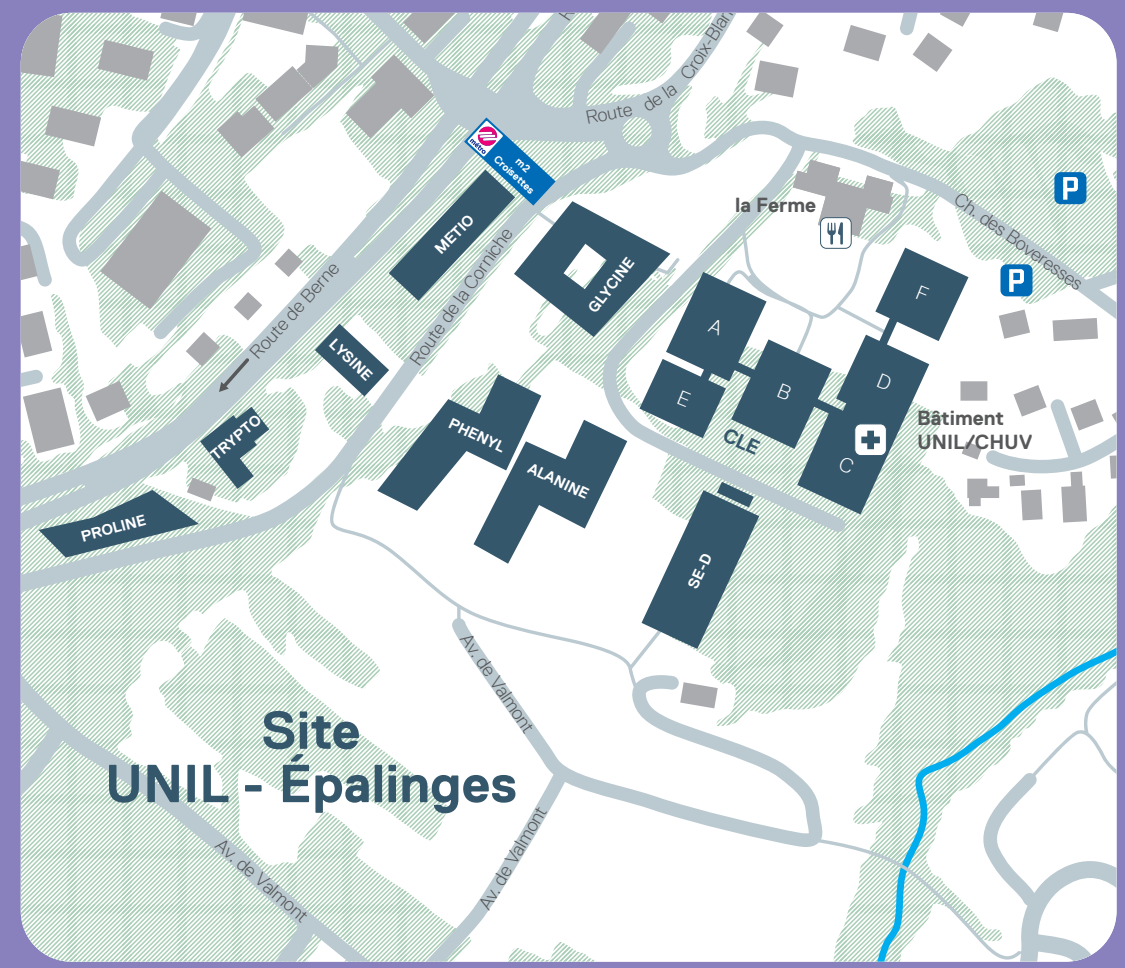 R
Route de la Croix-Blan
métro
m2
Croisettes
P
la Ferme
Ch. des Boveresses
METIO
GLYCINE
P
F
Route de Berne
Route de la Corniche
A
LYSINE
D
E
B
Bâtiment
UNIL/CHUV
TRYPTO
PHENYL
CLE
C
ALANINE
PROLINE
SE-D
Av. de Valmont
Site
UNIL - Épalinges
Av. de Valmont
Av. de Valmont